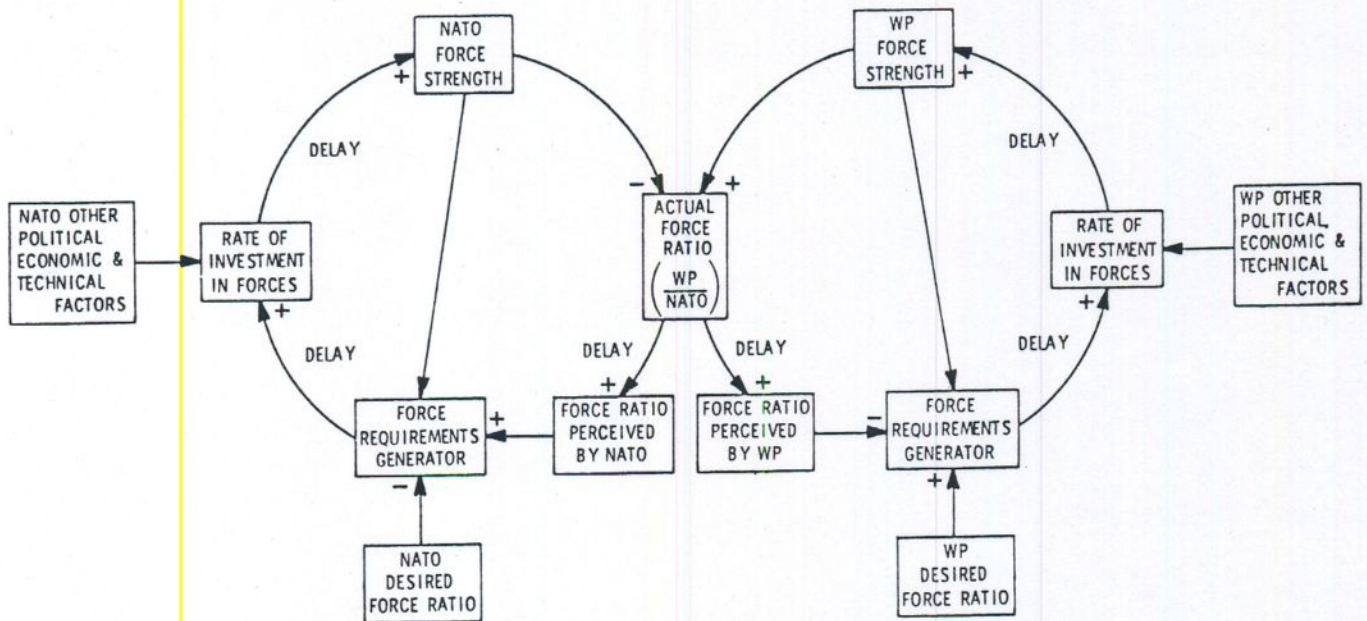 NATO
FORCE
STRENGTH
+
WP
FORCE
STRENGTH
+
DELAY
DELAY
-
+
NATO OTHER
POLITICAL
ECONOMIC &
TECHNICAL
FACTORS
RATE OF
INVESTMENT
IN FORCES
+
ACTUAL
FORCE
RATIO
(WP
NATO)
RATE OF
INVESTMENT
IN FORCES
+
WP OTHER
POLITICAL,
ECONOMIC &
TECHNICAL
FACTORS
DELAY
DELAY
DELAY
DELAY
+
+
FORCE
REQUIREMENTS
GENERATOR
+
-
FORCE RATIO
PERCEIVED
BY NATO
FORCE RATIO
PERCEIVED
BY WP
-
FORCE
REQUIREMENTS
GENERATOR
+
NATO
DESIRED
FORCE RATIO
WP
DESIRED
FORCE RATIO